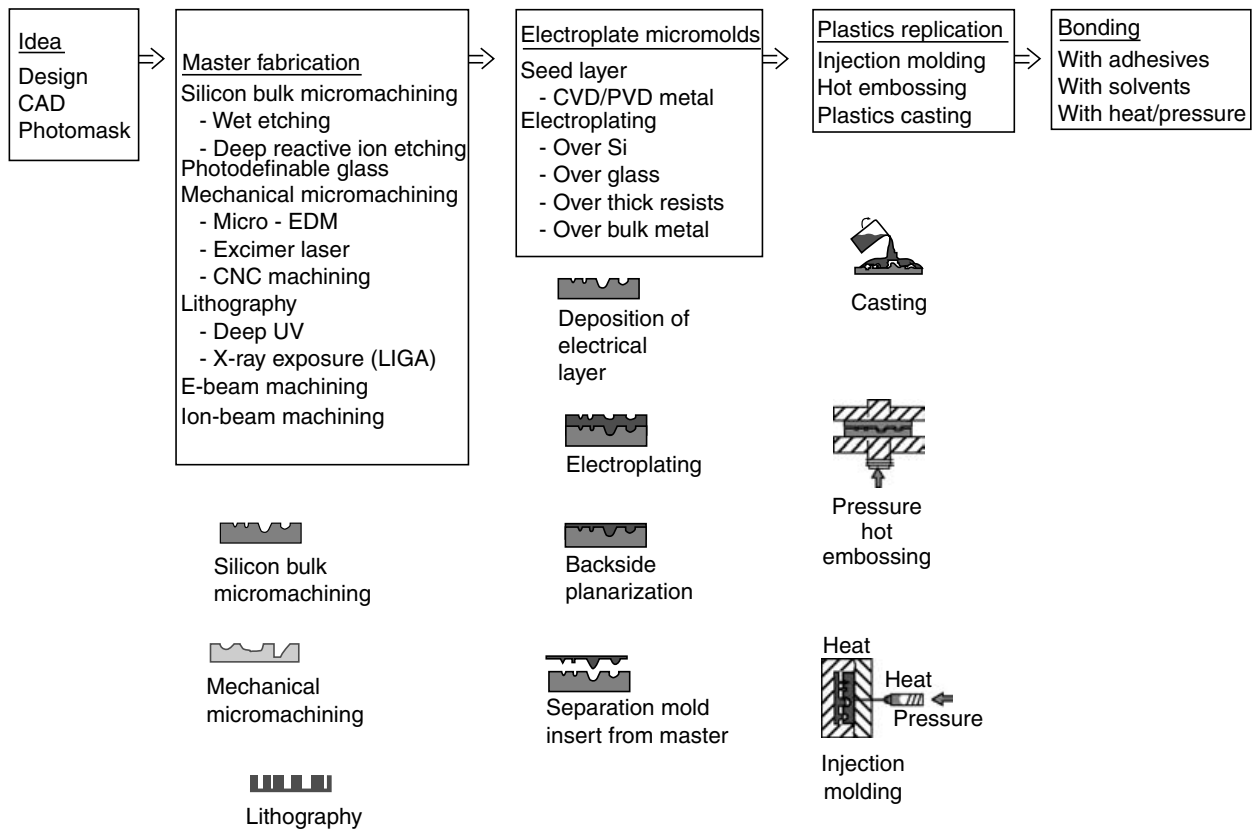 Idea
Design
CAD
Photomask
Master fabrication
Silicon bulk micromachining
- Wet etching
- Deep reactive ion etching
Photodefinable glass
Mechanical micromachining
- Micro - EDM
- Excimer laser
- CNC machining
Lithography
- Deep UV
- X-ray exposure (LIGA)
E-beam machining
Ion-beam machining
Silicon bulk
micromachining
Mechanical
micromachining
Lithography
Electroplate micromolds
Seed layer
- CVD/PVD metal
Electroplating
- Over Si
- Over glass
- Over thick resists
- Over bulk metal
Deposition of
electrical
layer
Electroplating
Backside
planarization
Separation mold
insert from master
Plastics replication
Injection molding
Hot embossing
Plastics casting
Casting
Pressure
hot
embossing
Heat
Heat
Pressure
Injection
molding
Bonding
With adhesives
With solvents
With heat/pressure